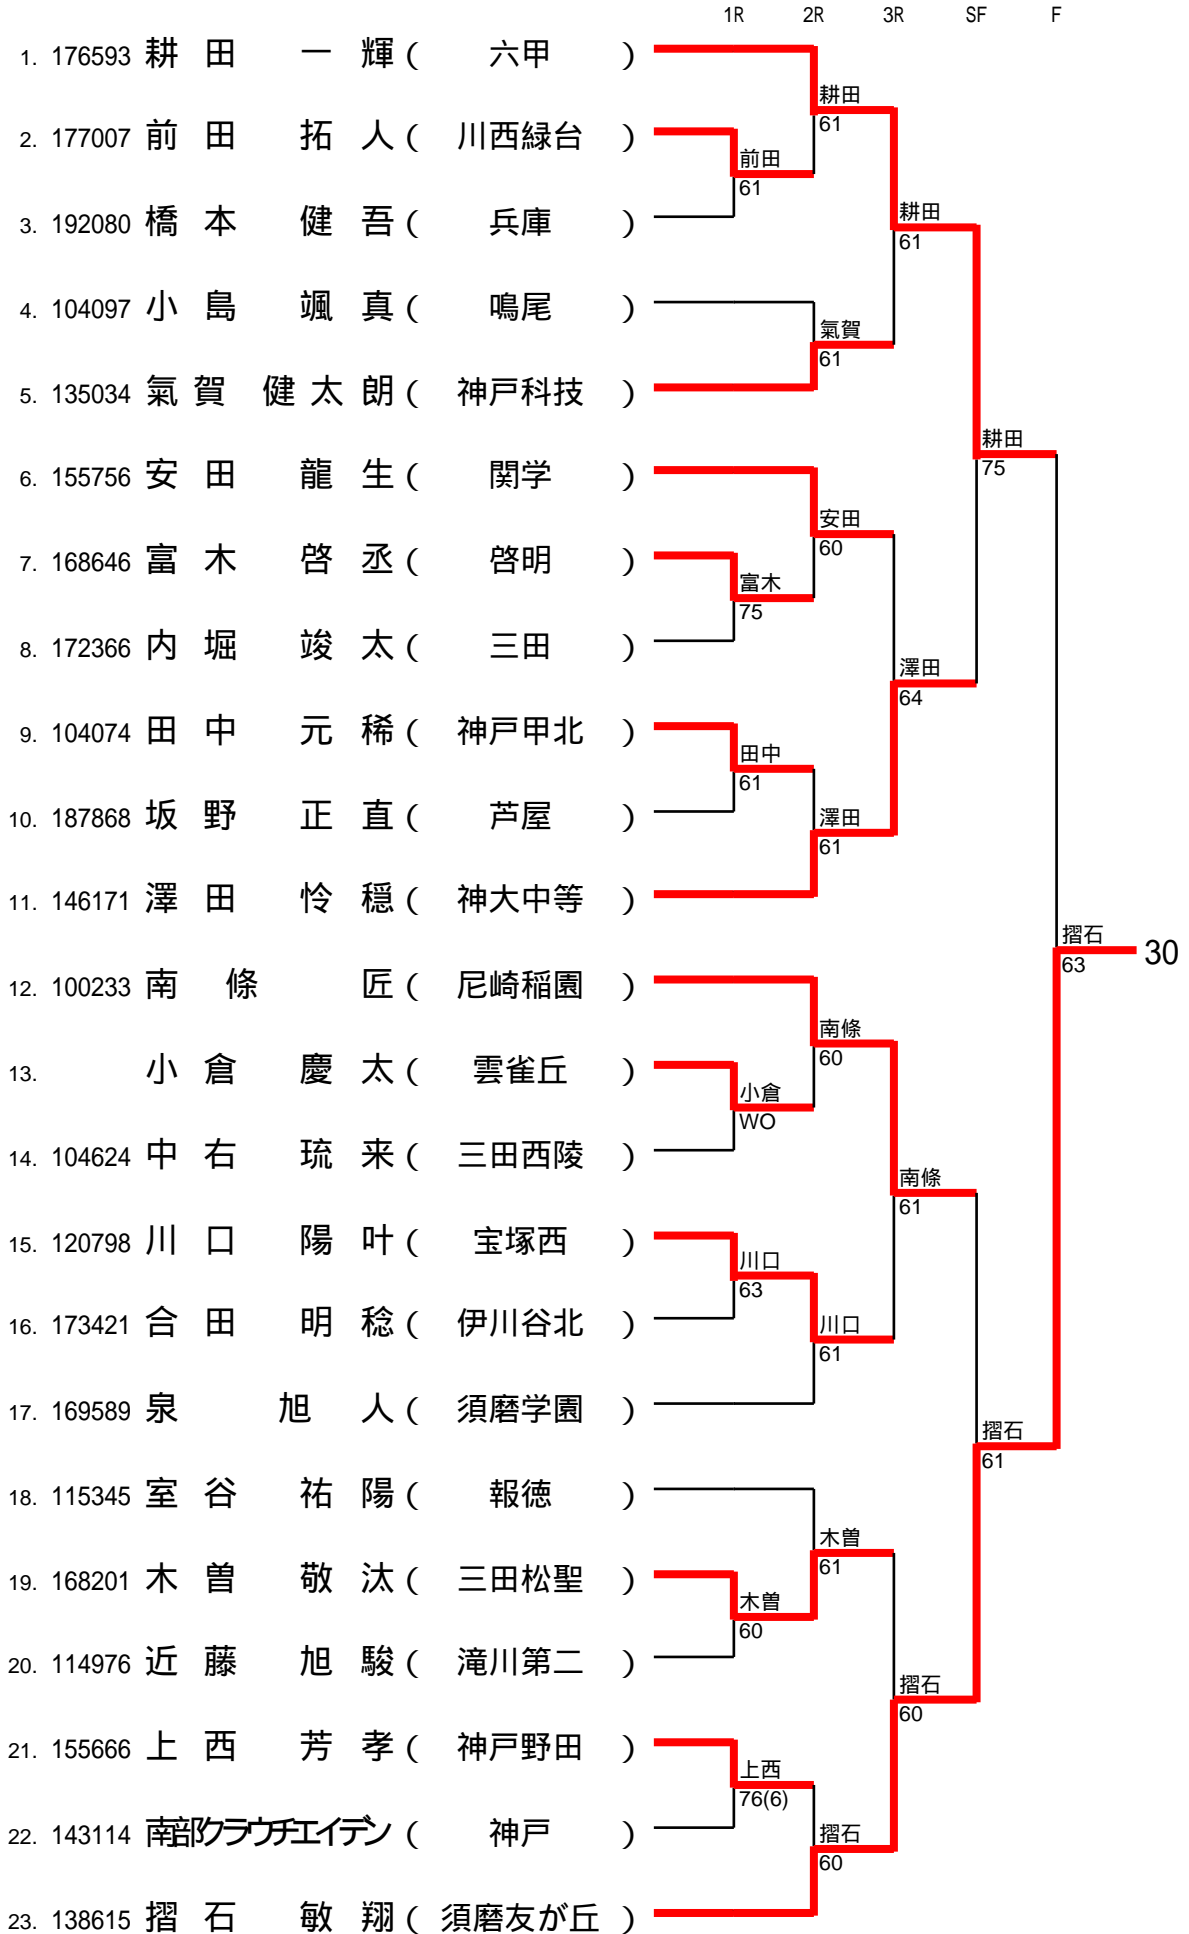 1R 2R 3R SF F
1. 176593 耕田 一輝 ( 六甲 )
耕田
61
2. 177007 前田 拓人 ( 川西緑台 )
前田
61
3. 192080 橋本 健吾 ( 兵庫 )
耕田
61
4. 104097 小島 颯真 ( 鳴尾 )
氣賀
61
5. 135034 氣賀 健太朗 ( 神戸科技 )
耕田
75
6. 155756 安田 龍生 ( 関学 )
安田
60
7. 168646 富木 啓丞 ( 啓明 )
富木
75
8. 172366 内堀 竣太 ( 三田 )
澤田
64
9. 104074 田中 元稀 ( 神戸甲北 )
田中
61
10. 187868 坂野 正直 ( 芦屋 )
澤田
61
11. 146171 澤田 怜穏 ( 神大中等 )
摺石
63
30
12. 100233 南條 匠 ( 尼崎稲園 )
南條
60
13. 小倉 慶太 ( 雲雀丘 )
小倉
WO
14. 104624 中右 琉来 ( 三田西陵 )
南條
61
15. 120798 川口 陽叶 ( 宝塚西 )
川口
63
16. 173421 合田 明稔 ( 伊川谷北 )
川口
61
17. 169589 泉 旭人 ( 須磨学園 )
摺石
61
18. 115345 室谷 祐陽 ( 報徳 )
木曽
61
19. 168201 木曽 敬汰 ( 三田松聖 )
木曽
60
20. 114976 近藤 旭駿 ( 滝川第二 )
摺石
60
21. 155666 上西 芳孝 ( 神戸野田 )
上西
76(6)
22. 143114 南部クラウチエイデン ( 神戸 )
摺石
60
23. 138615 摺石 敏翔 ( 須磨友が丘 )